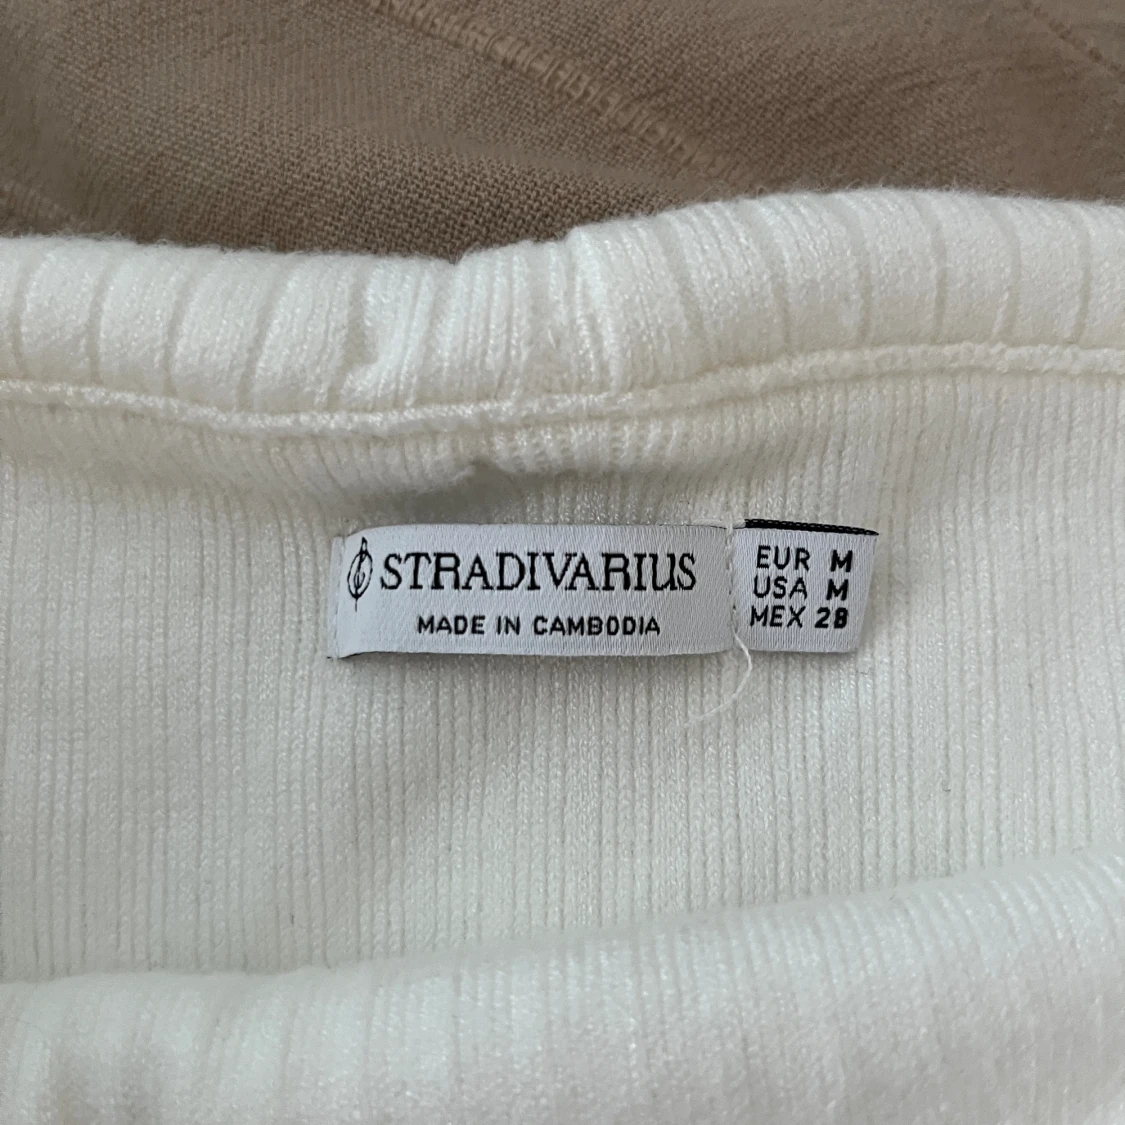 STRADIVARIUS
MADE IN CAMBODIA
EUR M
USA M
MEX 28